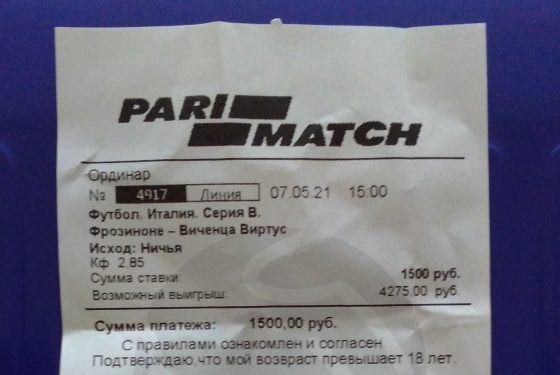 PARI
MATCH
Ординар
№ 4917 Линия 07.05.21 15:00
Футбол. Италия. Серия В.
Фрозиноне – Виченца Виртус
Исход: Ничья
Кф 2.85
Сумма ставки: 1500 руб.
Возможный выигрыш: 4275.00 руб.
Сумма платежа: 1500,00 руб.
С правилами ознакомлен и согласен.
Подтверждаю,что мой возраст превышает 18 лет.